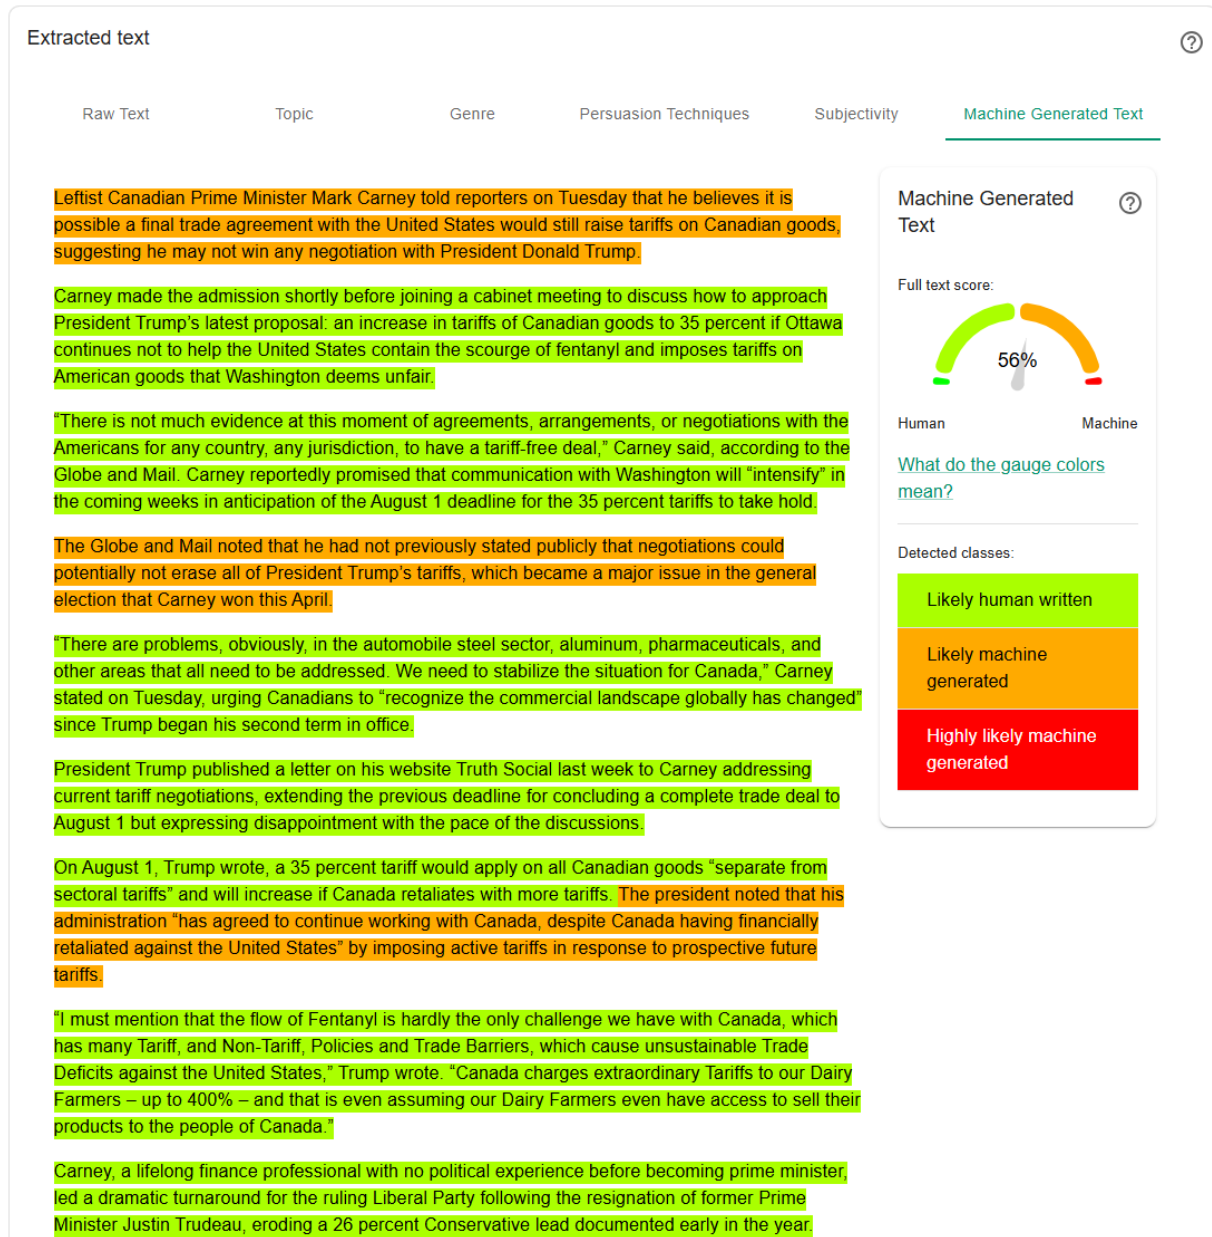 Extracted text
Raw Text
Topic
Genre
Persuasion Techniques
Subjectivity
Machine Generated Text
Leftist Canadian Prime Minister Mark Carney told reporters on Tuesday that he believes it is
possible a final trade agreement with the United States would still raise tariffs on Canadian goods,
suggesting he may not win any negotiation with President Donald Trump.
Carney made the admission shortly before joining a cabinet meeting to discuss how to approach
President Trump’s latest proposal: an increase in tariffs of Canadian goods to 35 percent if Ottawa
continues not to help the United States contain the scourge of fentanyl and imposes tariffs on
American goods that Washington deems unfair.
“There is not much evidence at this moment of agreements, arrangements, or negotiations with the
Americans for any country, any jurisdiction, to have a tariff-free deal,” Carney said, according to the
Globe and Mail. Carney reportedly promised that communication with Washington will “intensify” in
the coming weeks in anticipation of the August 1 deadline for the 35 percent tariffs to take hold.
The Globe and Mail noted that he had not previously stated publicly that negotiations could
potentially not erase all of President Trump’s tariffs, which became a major issue in the general
election that Carney won this April.
“There are problems, obviously, in the automobile steel sector, aluminum, pharmaceuticals, and
other areas that all need to be addressed. We need to stabilize the situation for Canada,” Carney
stated on Tuesday, urging Canadians to “recognize the commercial landscape globally has changed”
since Trump began his second term in office.
President Trump published a letter on his website Truth Social last week to Carney addressing
current tariff negotiations, extending the previous deadline for concluding a complete trade deal to
August 1 but expressing disappointment with the pace of the discussions.
On August 1, Trump wrote, a 35 percent tariff would apply on all Canadian goods “separate from
sectoral tariffs” and will increase if Canada retaliates with more tariffs. The president noted that his
administration “has agreed to continue working with Canada, despite Canada having financially
retaliated against the United States” by imposing active tariffs in response to prospective future
tariffs.
“I must mention that the flow of Fentanyl is hardly the only challenge we have with Canada, which
has many Tariff, and Non-Tariff, Policies and Trade Barriers, which cause unsustainable Trade
Deficits against the United States,” Trump wrote. “Canada charges extraordinary Tariffs to our Dairy
Farmers – up to 400% – and that is even assuming our Dairy Farmers even have access to sell their
products to the people of Canada.”
Carney, a lifelong finance professional with no political experience before becoming prime minister,
led a dramatic turnaround for the ruling Liberal Party following the resignation of former Prime
Minister Justin Trudeau, eroding a 26 percent Conservative lead documented early in the year.
Machine Generated
Text
Full text score:
56%
Human
Machine
What do the gauge colors
mean?
Detected classes:
Likely human written
Likely machine
generated
Highly likely machine
generated